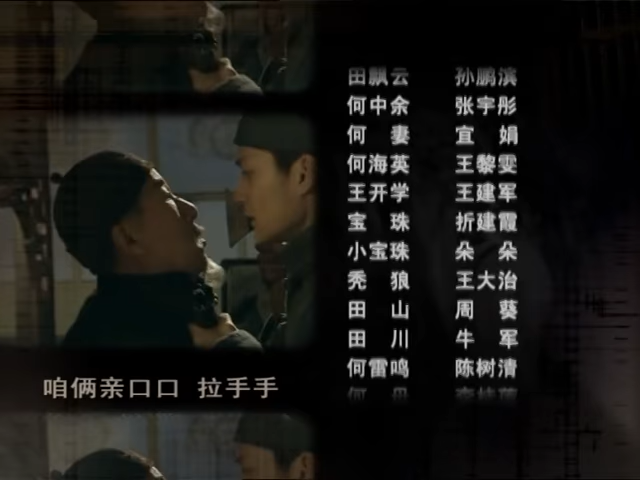 田飘云 孙鹏滨
何中余 张宇彤
何 妻 宜 娟
何海英 王黎雯
王开学 王建军
宝 珠 折建霞
小宝珠 朵 朵
秃 狼 王大治
田 山 周 葵
田 川 牛 军
何雷鸣 陈树清
咱俩亲口口 拉手手